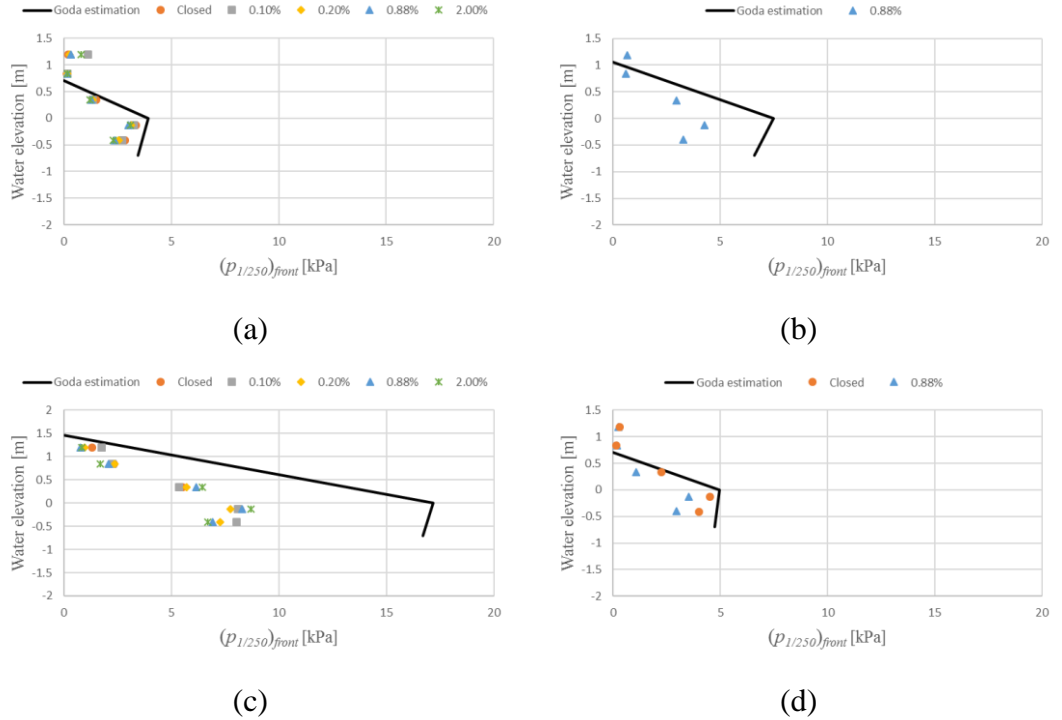 Goda estimation Closed 0.10% 0.20% 0.88% 2.00%
Water elevation [m]
1.5
1
0.5
0
-0.5
-1
-1.5
-2
0 5 10 15 20
(p1/250)front [kPa]
(a)
Goda estimation 0.88%
Water elevation [m]
1.5
1
0.5
0
-0.5
-1
-1.5
-2
0 5 10 15 20
(p1/250)front [kPa]
(b)
Goda estimation Closed 0.10% 0.20% 0.88% 2.00%
Water elevation [m]
2
1.5
1
0.5
0
-0.5
-1
-1.5
-2
0 5 10 15 20
(p1/250)front [kPa]
(c)
Goda estimation Closed 0.88%
Water elevation [m]
1.5
1
0.5
0
-0.5
-1
-1.5
-2
0 5 10 15 20
(p1/250)front [kPa]
(d)